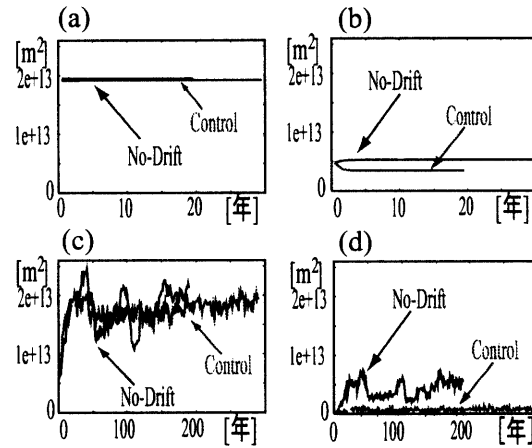 (a)
[m²]
2e+13
1e+13
0
No-Drift
Control
0 10 20 [年]
(b)
[m²]
2e+13
1e+13
0
No-Drift
Control
0 10 20 [年]
(c)
[m²]
2e+13
1e+13
0
No-Drift
Control
0 100 200 [年]
(d)
[m²]
2e+13
1e+13
0
No-Drift
Control
0 100 200 [年]